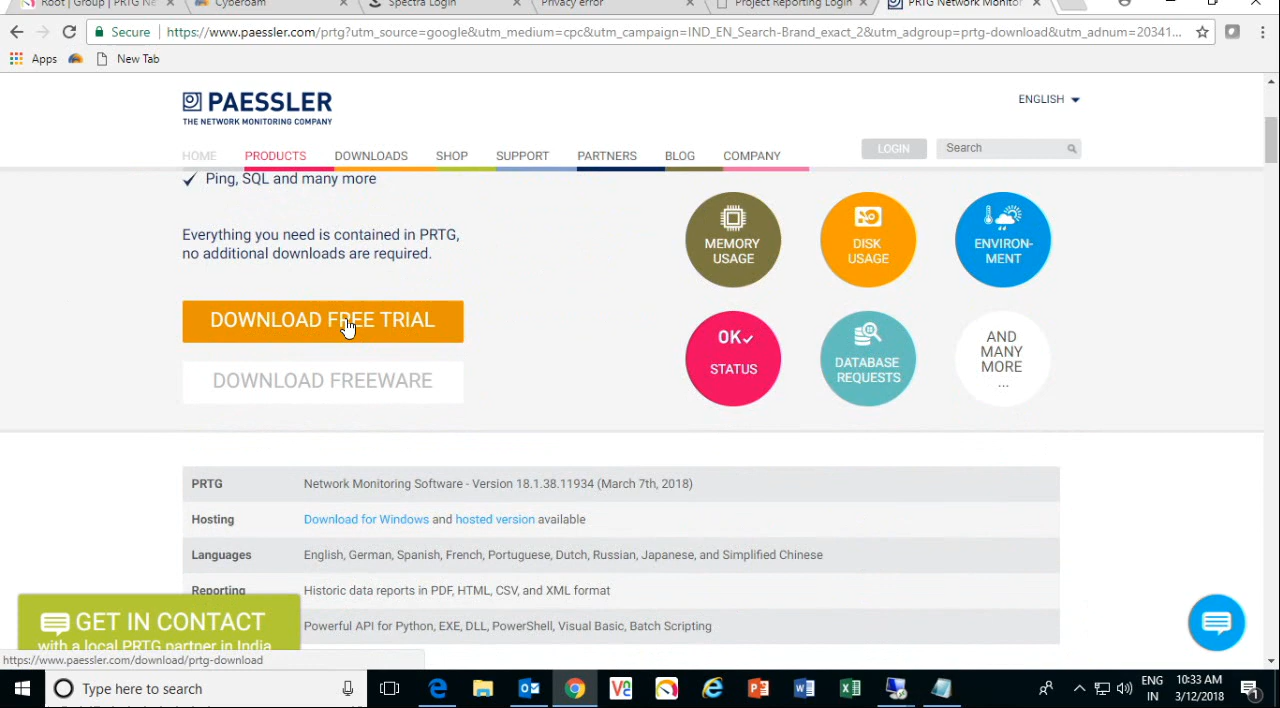 Root | Group | PRTG Ne
Cyberoam
Spectra Login
Privacy error
Project Reporting Login
PRTG Network Monitor
Secure
https://www.paessler.com/prtg?utm_source=google&utm_medium=cpc&utm_campaign=IND_EN_Search-Brand_exact_2&utm_adgroup=prtg-download&utm_adnum=20341...
Apps
New Tab
PAESSLER
THE NETWORK MONITORING COMPANY
ENGLISH
HOME PRODUCTS DOWNLOADS SHOP SUPPORT PARTNERS BLOG COMPANY
LOGIN
Search
Ping, SQL and many more
Everything you need is contained in PRTG,
no additional downloads are required.
DOWNLOAD FREE TRIAL
DOWNLOAD FREEWARE
MEMORY
USAGE
DISK
USAGE
ENVIRON-
MENT
OK
STATUS
DATABASE
REQUESTS
AND
MANY
MORE
...
PRTG Network Monitoring Software - Version 18.1.38.11934 (March 7th, 2018)
Hosting Download for Windows and hosted version available
Languages English, German, Spanish, French, Portuguese, Dutch, Russian, Japanese, and Simplified Chinese
Reporting Historic data reports in PDF, HTML, CSV, and XML format
Powerful API for Python, EXE, DLL, PowerShell, Visual Basic, Batch Scripting
GET IN CONTACT
with a local PRTG partner in India
https://www.paessler.com/download/prtg-download
Type here to search
ENG
IN
10:33 AM
3/12/2018
1